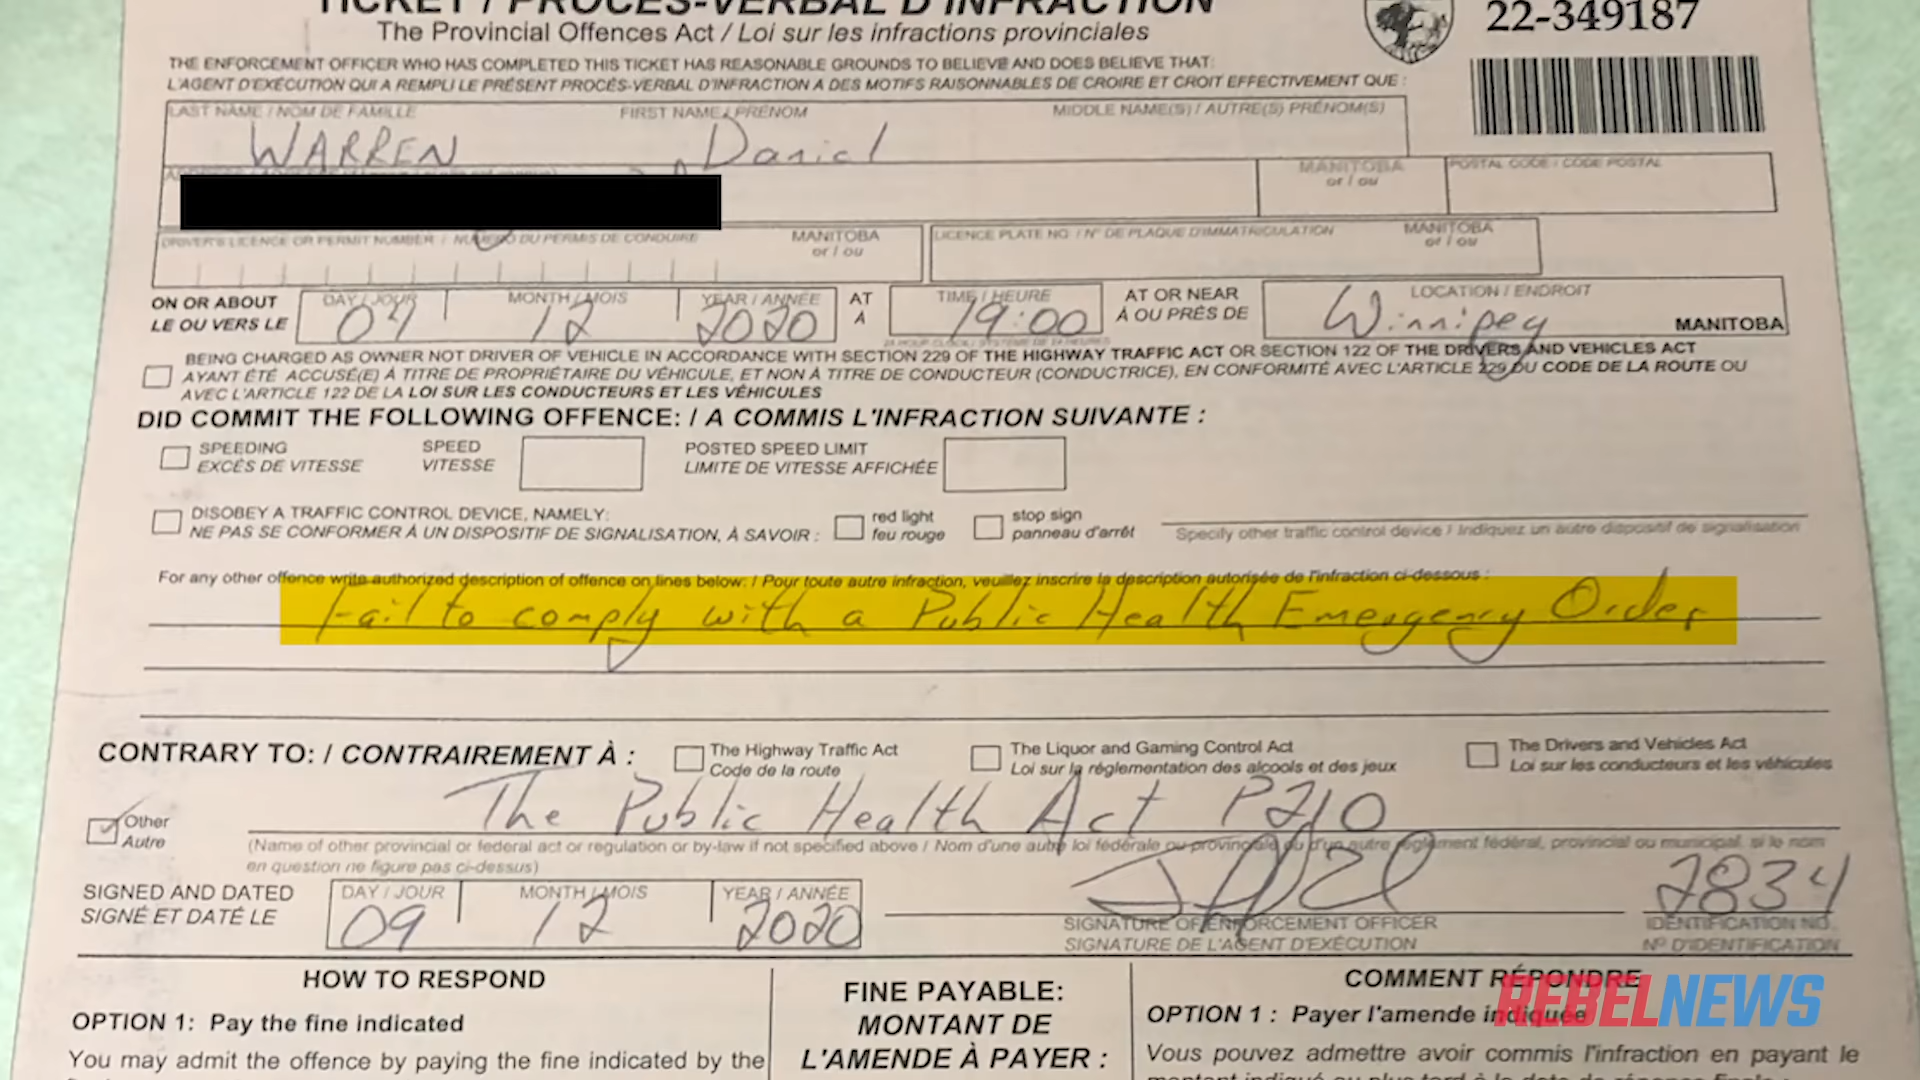 TICKET / PROCÈS-VERBAL D'INFRACTION
The Provincial Offences Act / Loi sur les infractions provinciales
22-349187
THE ENFORCEMENT OFFICER WHO HAS COMPLETED THIS TICKET HAS REASONABLE GROUNDS TO BELIEVE AND DOES BELIEVE THAT:
L'AGENT D'EXÉCUTION QUI A REMPLI LE PRÉSENT PROCÈS-VERBAL D'INFRACTION A DES MOTIFS RAISONNABLES DE CROIRE ET CROIT EFFECTIVEMENT QUE :
LAST NAME / NOM DE FAMILLE FIRST NAME / PRÉNOM MIDDLE NAME(S) / AUTRE(S) PRÉNOM(S)
WARREN Daniel
MANITOBA or / ou POSTAL CODE / CODE POSTAL
DRIVER'S LICENCE OR PERMIT NUMBER / NUMÉRO DU PERMIS DE CONDUIRE MANITOBA or / ou LICENCE PLATE NO. / N° DE PLAQUE D'IMMATRICULATION MANITOBA or / ou
ON OR ABOUT DAY / JOUR MONTH / MOIS YEAR / ANNÉE AT TIME / HEURE AT OR NEAR LOCATION / ENDROIT
LE OU VERS LE 12 2020 À 19:00 À OU PRÈS DE Winnipeg MANITOBA
BEING CHARGED AS OWNER NOT DRIVER OF VEHICLE IN ACCORDANCE WITH SECTION 229 OF THE HIGHWAY TRAFFIC ACT OR SECTION 122 OF THE DRIVERS AND VEHICLES ACT
AYANT ÉTÉ ACCUSÉ(E) À TITRE DE PROPRIÉTAIRE DU VÉHICULE, ET NON À TITRE DE CONDUCTEUR (CONDUCTRICE), EN CONFORMITÉ AVEC L'ARTICLE 229 DU CODE DE LA ROUTE OU
AVEC L'ARTICLE 122 DE LA LOI SUR LES CONDUCTEURS ET LES VÉHICULES
DID COMMIT THE FOLLOWING OFFENCE: / A COMMIS L'INFRACTION SUIVANTE :
SPEEDING SPEED POSTED SPEED LIMIT
EXCÈS DE VITESSE VITESSE LIMITE DE VITESSE AFFICHÉE
DISOBEY A TRAFFIC CONTROL DEVICE, NAMELY: red light stop sign
NE PAS SE CONFORMER À UN DISPOSITIF DE SIGNALISATION, À SAVOIR : feu rouge panneau d'arrêt Specify other traffic control device / Indiquez un autre dispositif de signalisation
For any other offence write authorized description of offence on lines below: / Pour toute autre infraction, veuillez inscrire la description autorisée de l'infraction ci-dessous :
Fail to comply with a Public Health Emergency Order
CONTRARY TO: / CONTRAIREMENT À : The Highway Traffic Act The Liquor and Gaming Control Act The Drivers and Vehicles Act
Code de la route Loi sur la réglementation des alcools et des jeux Loi sur les conducteurs et les véhicules
Other The Public Health Act P210
Autre (Name of other provincial or federal act or regulation or by-law if not specified above / Nom d'une autre loi fédérale ou provinciale ou d'un autre règlement fédéral, provincial ou municipal, si le nom
en question ne figure pas ci-dessus)
SIGNED AND DATED DAY / JOUR MONTH / MOIS YEAR / ANNÉE
SIGNÉ ET DATÉ LE 09 12 2020 2834
SIGNATURE OF ENFORCEMENT OFFICER IDENTIFICATION NO.
SIGNATURE DE L'AGENT D'EXÉCUTION N° D'IDENTIFICATION
HOW TO RESPOND
OPTION 1: Pay the fine indicated
You may admit the offence by paying the fine indicated by the
FINE PAYABLE:
MONTANT DE
L'AMENDE À PAYER :
COMMENT RÉPONDRE
OPTION 1 : Payer l'amende indiquée
Vous pouvez admettre avoir commis l'infraction en payant le
REBELNEWS